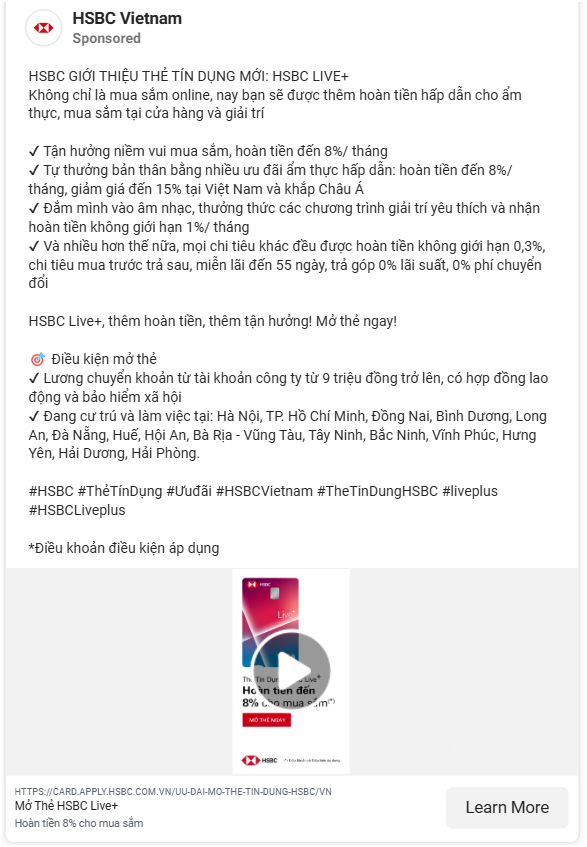 HSBC Vietnam
Sponsored
HSBC GIỚI THIỆU THẺ TÍN DỤNG MỚI: HSBC LIVE+
Không chỉ là mua sắm online, nay bạn sẽ được thêm hoàn tiền hấp dẫn cho ẩm
thực, mua sắm tại cửa hàng và giải trí
✓ Tận hưởng niềm vui mua sắm, hoàn tiền đến 8%/ tháng
✓ Tự thưởng bản thân bằng nhiều ưu đãi ẩm thực hấp dẫn: hoàn tiền đến 8%/
tháng, giảm giá đến 15% tại Việt Nam và khắp Châu Á
✓ Đắm mình vào âm nhạc, thưởng thức các chương trình giải trí yêu thích và nhận
hoàn tiền không giới hạn 1%/ tháng
✓ Và nhiều hơn thế nữa, mọi chi tiêu khác đều được hoàn tiền không giới hạn 0,3%,
chi tiêu mua trước trả sau, miễn lãi đến 55 ngày, trả góp 0% lãi suất, 0% phí chuyển
đổi
HSBC Live+, thêm hoàn tiền, thêm tận hưởng! Mở thẻ ngay!
🎯 Điều kiện mở thẻ
✓ Lương chuyển khoản từ tài khoản công ty từ 9 triệu đồng trở lên, có hợp đồng lao
động và bảo hiểm xã hội
✓ Đang cư trú và làm việc tại: Hà Nội, TP. Hồ Chí Minh, Đồng Nai, Bình Dương, Long
An, Đà Nẵng, Huế, Hội An, Bà Rịa - Vũng Tàu, Tây Ninh, Bắc Ninh, Vĩnh Phúc, Hưng
Yên, Hải Dương, Hải Phòng.
#HSBC #ThẻTínDụng #Ưuđãi #HSBCVietnam #TheTinDungHSBC #liveplus
#HSBCLiveplus
*Điều khoản điều kiện áp dụng
HSBC
Live+
Thẻ Tín Dụng Live+
Hoàn tiền đến
8% cho mua sắm(*)
MỞ THẺ NGAY
HSBC
HTTPS://CARD.APPLY.HSBC.COM.VN/UU-DAI-MO-THE-TIN-DUNG-HSBC/VN
Mở Thẻ HSBC Live+
Hoàn tiền 8% cho mua sắm
Learn More